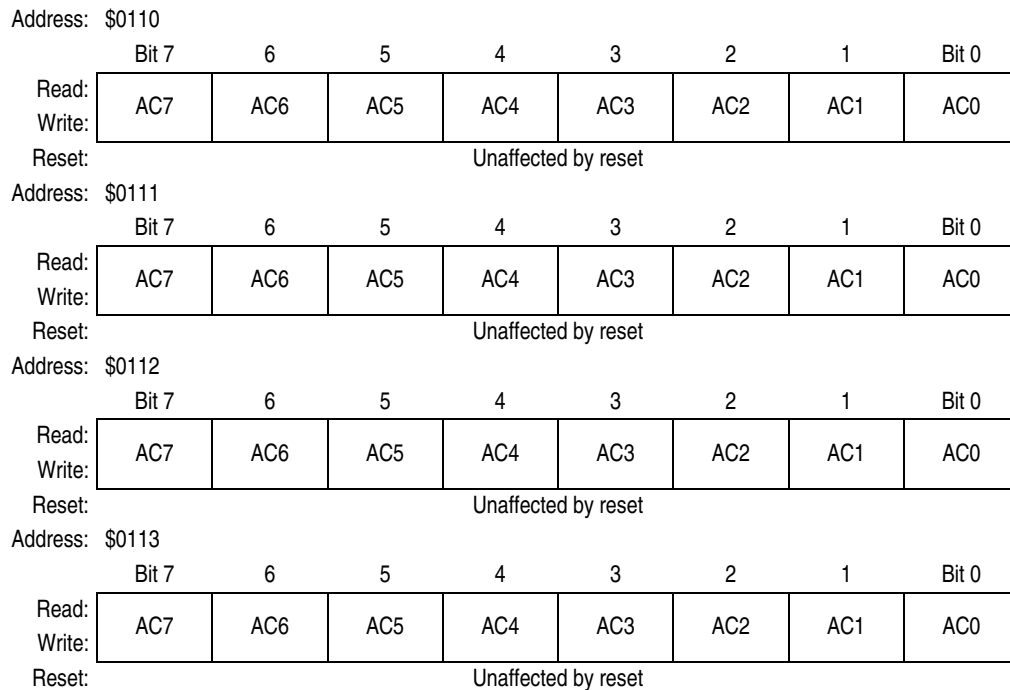 Address: $0110
Bit 7 6 5 4 3 2 1 Bit 0
Read:
AC7 AC6 AC5 AC4 AC3 AC2 AC1 AC0
Write:
Reset: Unaffected by reset
Address: $0111
Bit 7 6 5 4 3 2 1 Bit 0
Read:
AC7 AC6 AC5 AC4 AC3 AC2 AC1 AC0
Write:
Reset: Unaffected by reset
Address: $0112
Bit 7 6 5 4 3 2 1 Bit 0
Read:
AC7 AC6 AC5 AC4 AC3 AC2 AC1 AC0
Write:
Reset: Unaffected by reset
Address: $0113
Bit 7 6 5 4 3 2 1 Bit 0
Read:
AC7 AC6 AC5 AC4 AC3 AC2 AC1 AC0
Write:
Reset: Unaffected by reset